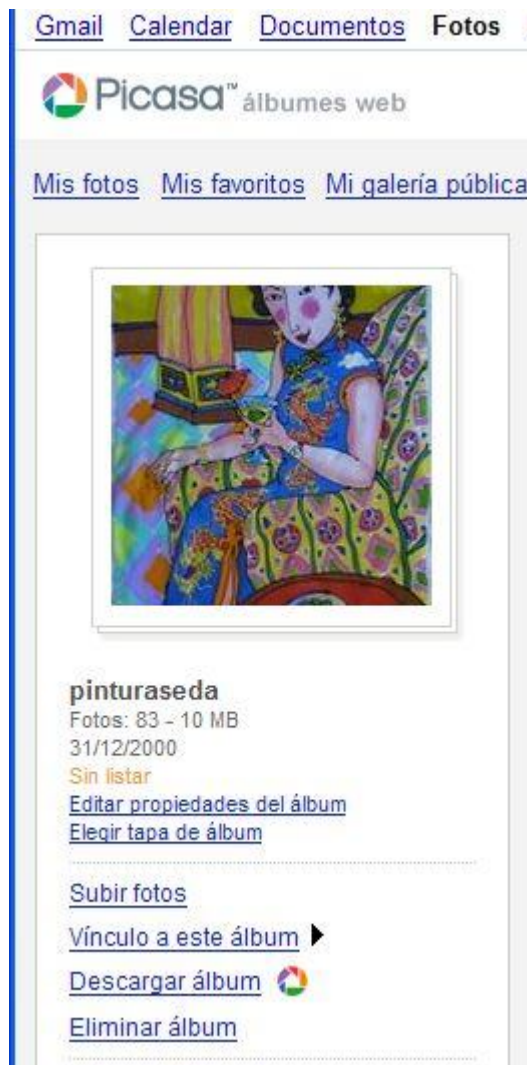 Gmail Calendar Documentos Fotos
Picasa™ álbumes web
Mis fotos Mis favoritos Mi galería pública
pinturaseda
Fotos: 83 - 10 MB
31/12/2000
Sin listar
Editar propiedades del álbum
Elegir tapa de álbum
Subir fotos
Vínculo a este álbum
Descargar álbum
Eliminar álbum